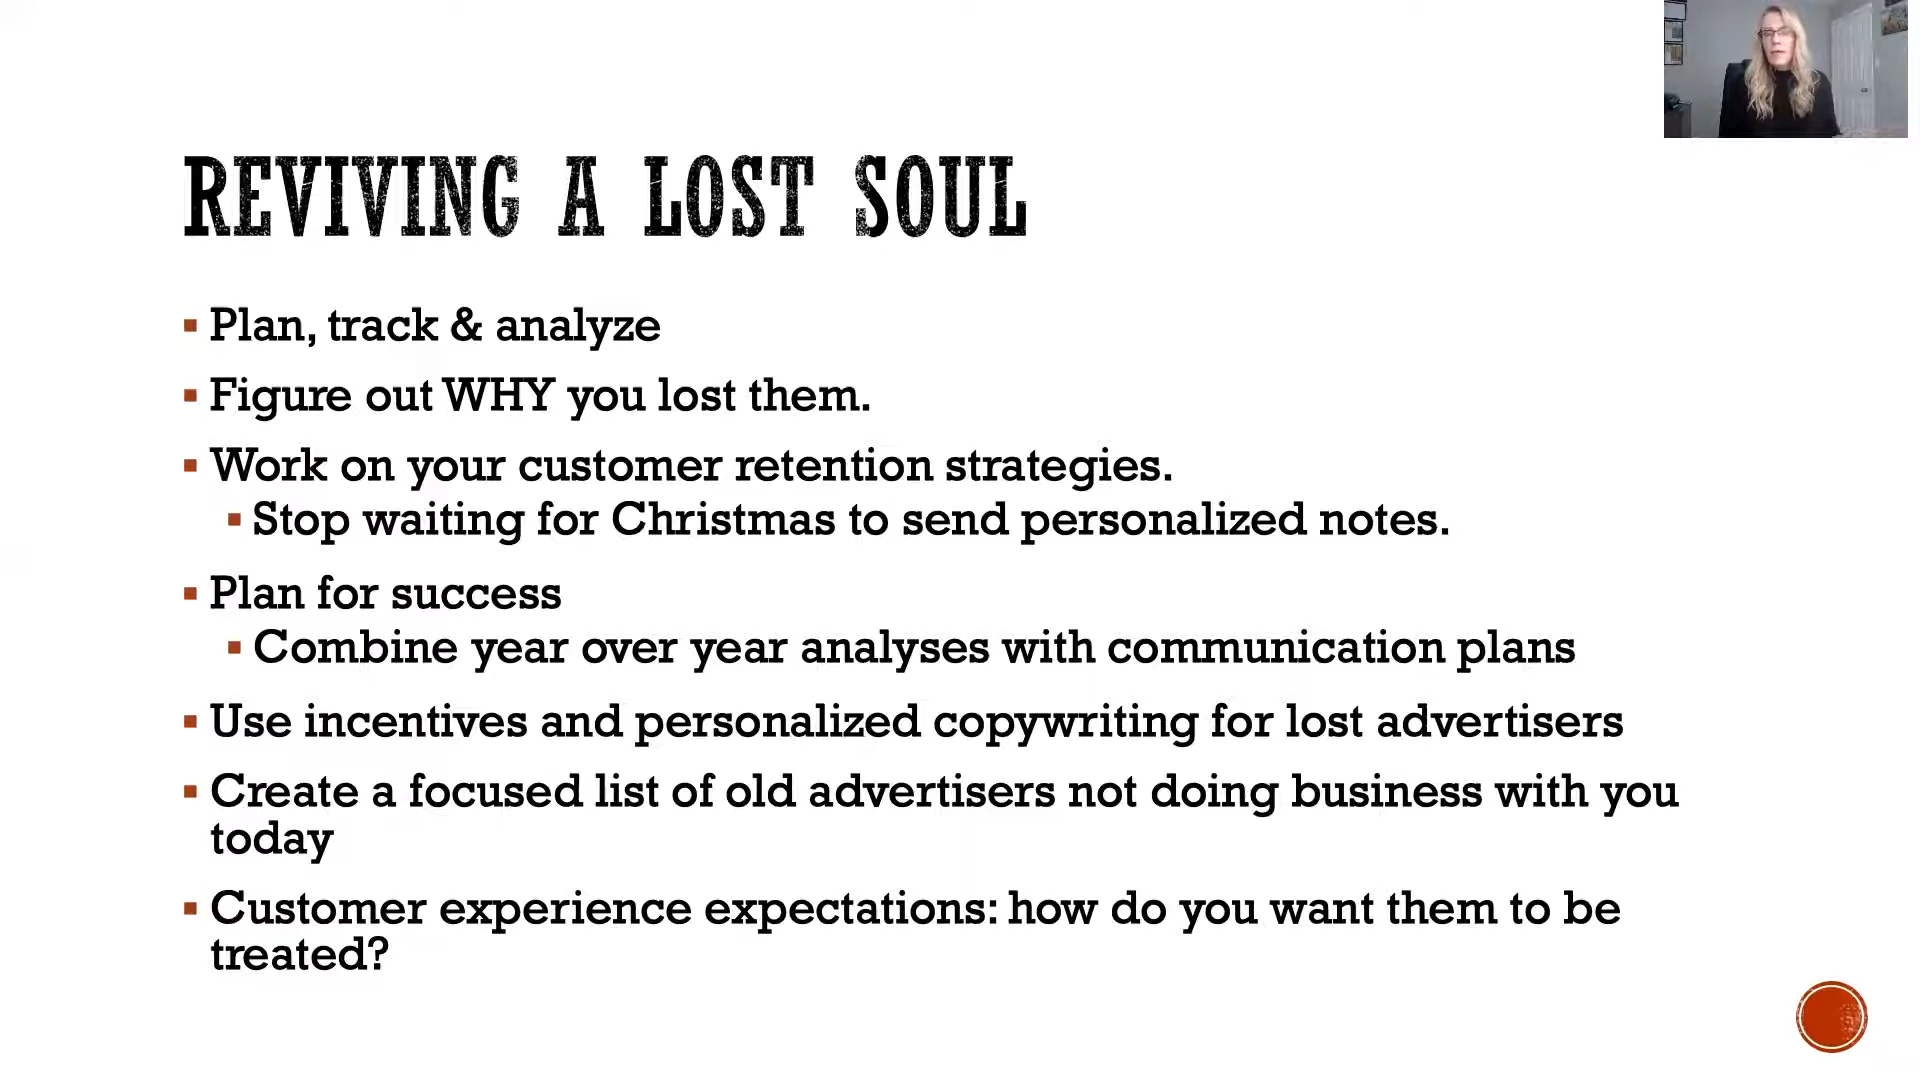 REVIVING A LOST SOUL
▪ Plan, track & analyze
▪ Figure out WHY you lost them.
▪ Work on your customer retention strategies.
▪ Stop waiting for Christmas to send personalized notes.
▪ Plan for success
▪ Combine year over year analyses with communication plans
▪ Use incentives and personalized copywriting for lost advertisers
▪ Create a focused list of old advertisers not doing business with you
today
▪ Customer experience expectations: how do you want them to be
treated?